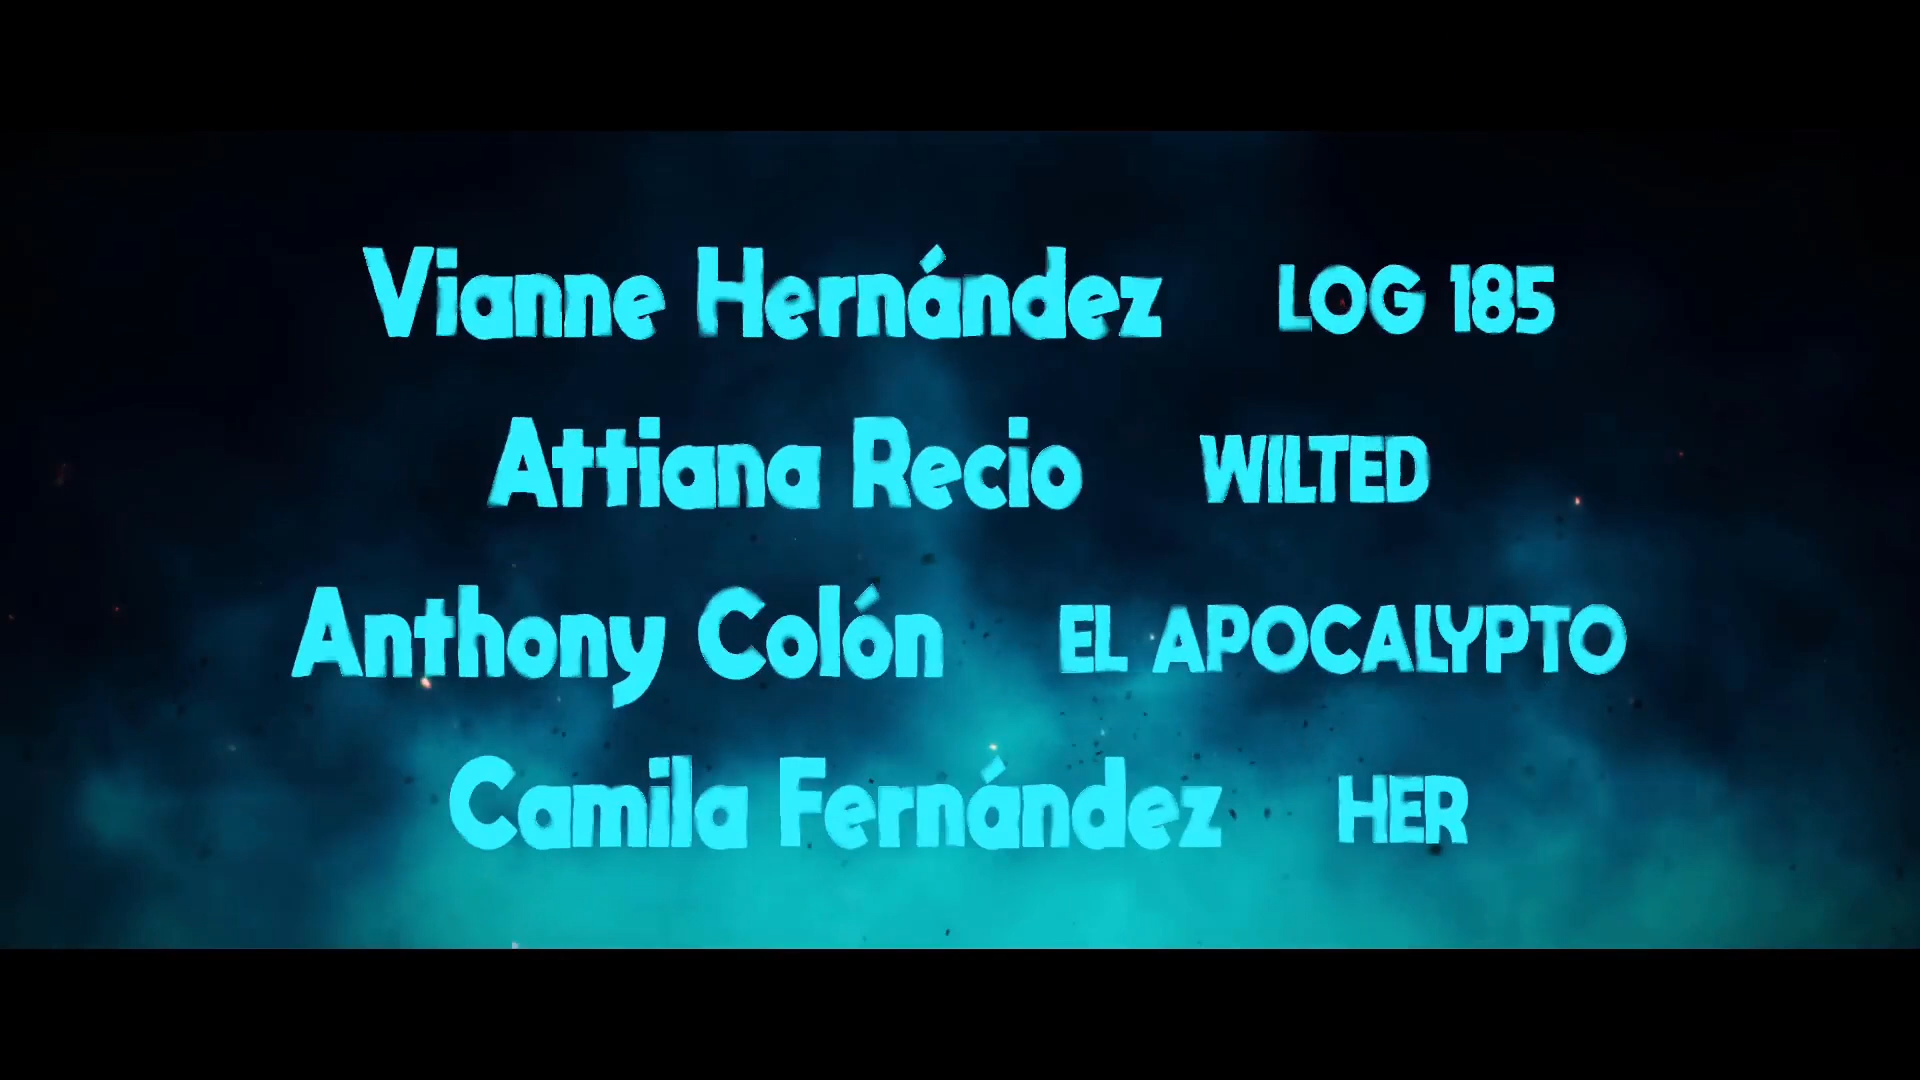 Vianne Hernández LOG 185
Attiana Recio WILTED
Anthony Colón EL APOCALYPTO
Camila Fernández HER